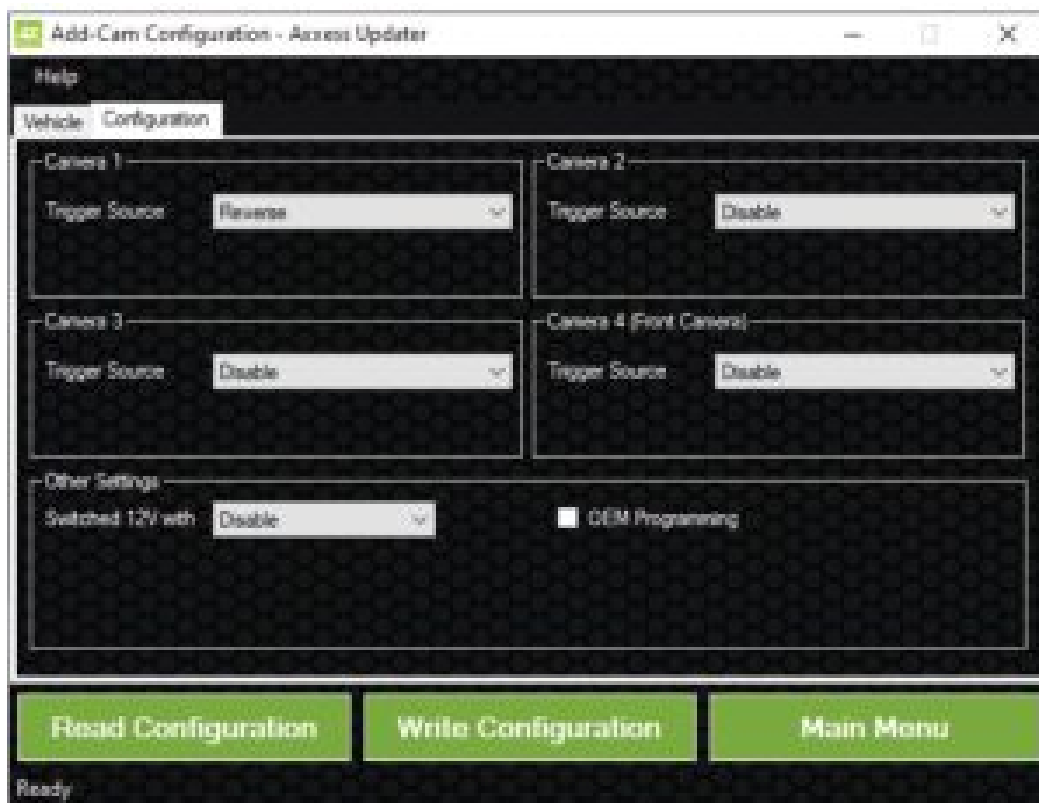 Add-Cam Configuration - Axxess Updater
Help
Vehicle Configuration
Camera 1
Trigger Source Reverse
Camera 2
Trigger Source Disable
Camera 3
Trigger Source Disable
Camera 4 (Front Camera)
Trigger Source Disable
Other Settings
Switched 12V with Disable
OEM Programming
Read Configuration Write Configuration Main Menu
Ready